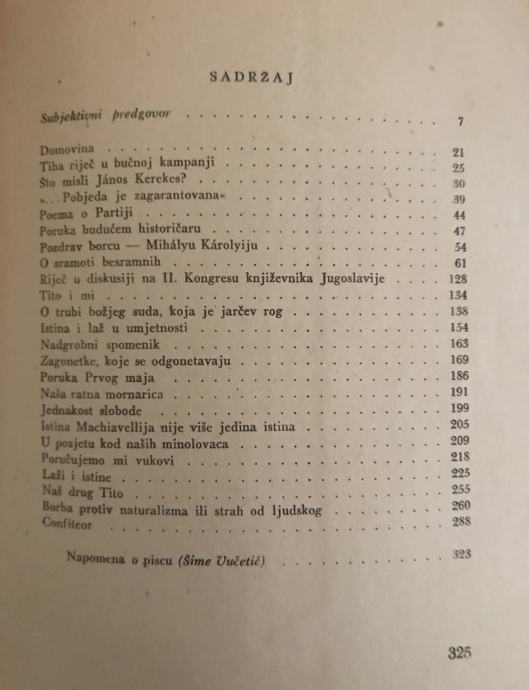 SADRŽAJ
Subjektivni predgovor . . . . . . . . . . . . . . . . . 7
Domovina . . . . . . . . . . . . . . . . . . . . . 21
Tiha riječ u bučnoj kampanji . . . . . . . . . . . . . 25
Što misli János Kerekes? . . . . . . . . . . . . . . . 30
»...Pobjeda je zagarantovana« . . . . . . . . . . . . . 39
Poema o Partiji . . . . . . . . . . . . . . . . . . . 44
Poruka budućem historičaru . . . . . . . . . . . . . . 47
Pozdrav borcu — Mihályu Károlyiju . . . . . . . . . . . 54
O sramoti besramnih . . . . . . . . . . . . . . . . . 61
Riječ u diskusiji na II. Kongresu književnika Jugoslavije . . . . 128
Tito i mi . . . . . . . . . . . . . . . . . . . . . 134
O trubi božjeg suda, koja je jarčev rog . . . . . . . . . 138
Istina i laž u umjetnosti . . . . . . . . . . . . . . . 154
Nadgrobni spomenik . . . . . . . . . . . . . . . . . 163
Zagonetke, koje se odgonetavaju . . . . . . . . . . . . 169
Poruka Prvog maja . . . . . . . . . . . . . . . . . 186
Naša ratna mornarica . . . . . . . . . . . . . . . . 191
Jednakost slobode . . . . . . . . . . . . . . . . . . 199
Istina Machiavellija nije više jedina istina . . . . . . . . 205
U posjetu kod naših minolovaca . . . . . . . . . . . . 209
Poručujemo mi vukovi . . . . . . . . . . . . . . . . 218
Laži i istine . . . . . . . . . . . . . . . . . . . . 225
Naš drug Tito . . . . . . . . . . . . . . . . . . . 255
Borba protiv naturalizma ili strah od ljudskog . . . . . . . 260
Confiteor . . . . . . . . . . . . . . . . . . . . . 288
Napomena o piscu (Šime Vučetić) . . . . . . . . . . . 323
325